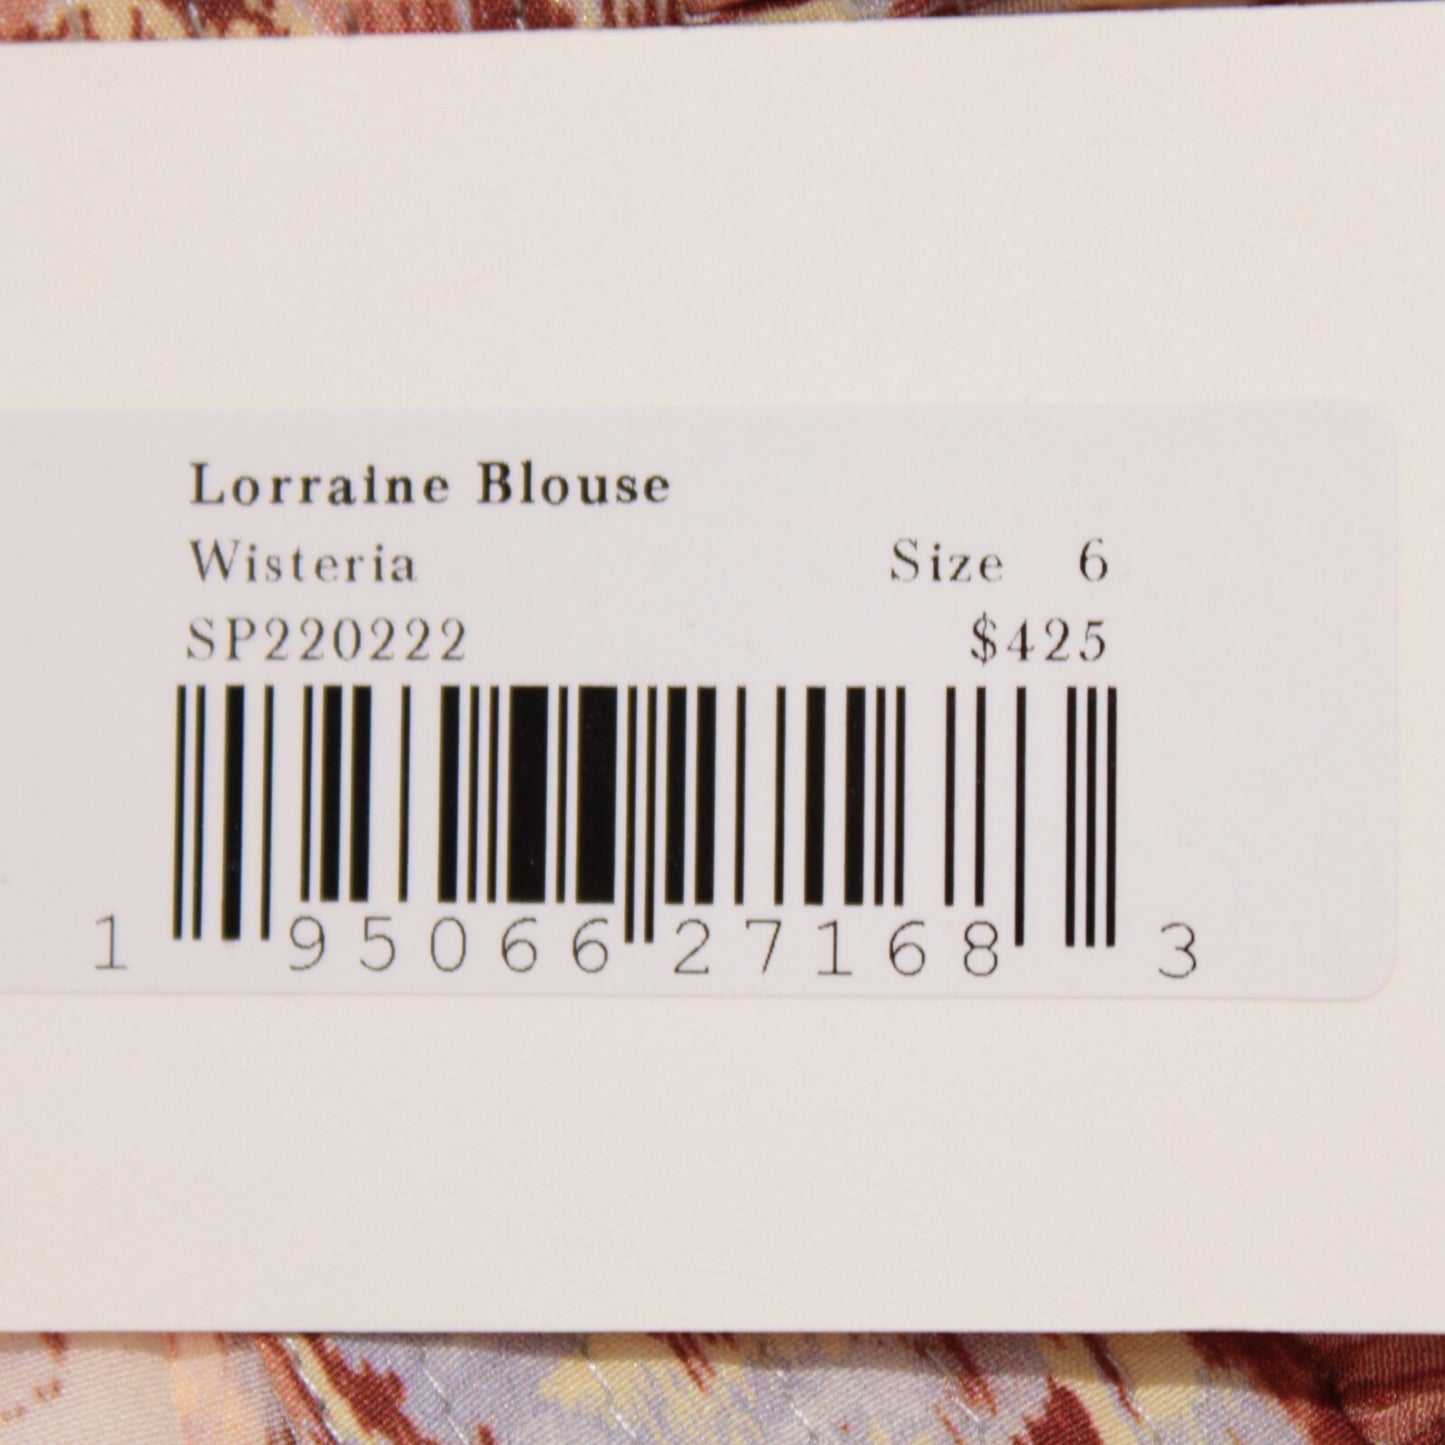 Lorraine Blouse
Wisteria Size 6
SP220222 $425
1 95066 27168 3